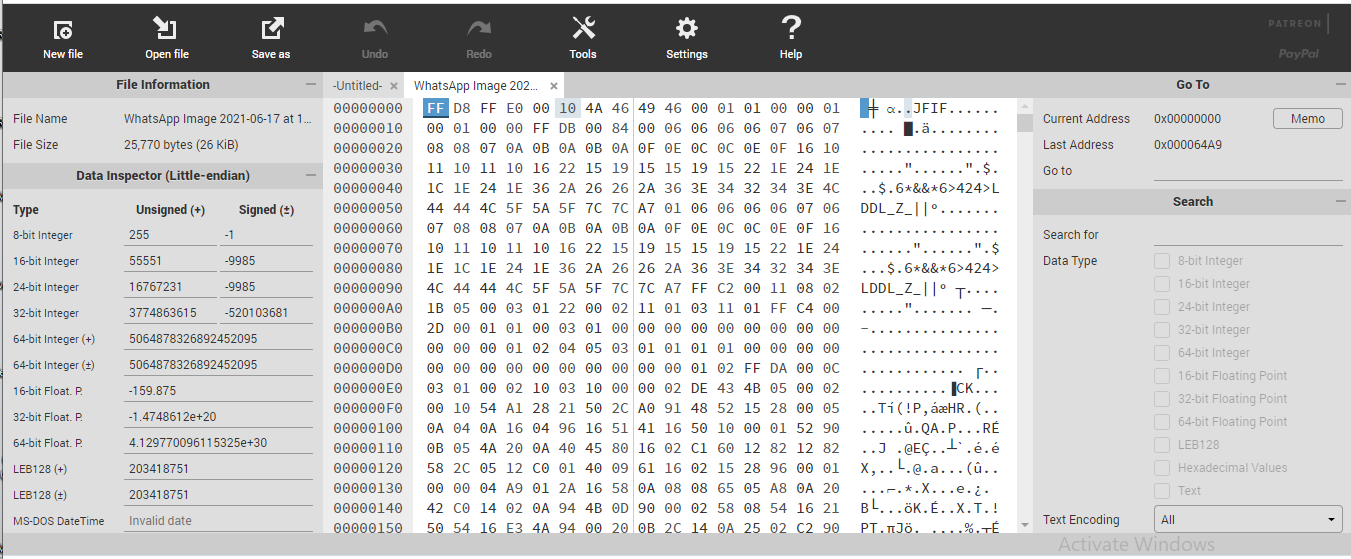 New file
Open file
Save as
Undo
Redo
Tools
Settings
Help
PATREON
PayPal
File Information
File Name WhatsApp Image 2021-06-17 at 1...
File Size 25,770 bytes (26 KiB)
Data Inspector (Little-endian)
Type Unsigned (+) Signed (±)
8-bit Integer 255 -1
16-bit Integer 55551 -9985
24-bit Integer 16767231 -9985
32-bit Integer 3774863615 -520103681
64-bit Integer (+) 5064878326892452095
64-bit Integer (±) 5064878326892452095
16-bit Float. P. -159.875
32-bit Float. P. -1.4748612e+20
64-bit Float. P. 4.129770096115325e+30
LEB128 (+) 203418751
LEB128 (±) 203418751
MS-DOS DateTime Invalid date
-Untitled- × WhatsApp Image 202... ×
00000000 FF D8 FF E0 00 10 4A 46 49 46 00 01 01 00 00 01 ╪ α..JFIF......
00000010 00 01 00 00 FF DB 00 84 00 06 06 06 06 07 06 07 .... █.ä........
00000020 08 08 07 0A 0B 0A 0B 0A 0F 0E 0C 0C 0E 0F 16 10 ................
00000030 11 10 11 10 16 22 15 19 15 15 19 15 22 1E 24 1E ....."......".$.
00000040 1C 1E 24 1E 36 2A 26 26 2A 36 3E 34 32 34 3E 4C ..$.6*&&*6>424>L
00000050 44 44 4C 5F 5A 5F 7C 7C A7 01 06 06 06 06 07 06 DDL_Z_||º.......
00000060 07 08 08 07 0A 0B 0A 0B 0A 0F 0E 0C 0C 0E 0F 16 ................
00000070 10 11 10 11 10 16 22 15 19 15 15 19 15 22 1E 24 ......"......".$
00000080 1E 1C 1E 24 1E 36 2A 26 26 2A 36 3E 34 32 34 3E ...$.6*&&*6>424>
00000090 4C 44 44 4C 5F 5A 5F 7C 7C A7 FF C2 00 11 08 02 LDDL_Z_||º ┬....
000000A0 1B 05 00 03 01 22 00 02 11 01 03 11 01 FF C4 00 ....."....... ─.
000000B0 2D 00 01 01 00 03 01 00 00 00 00 00 00 00 00 00 -...............
000000C0 00 00 00 01 02 04 05 03 01 01 01 01 00 00 00 00 ................
000000D0 00 00 00 00 00 00 00 00 00 00 01 02 FF DA 00 0C ............ ┌..
000000E0 03 01 00 02 10 03 10 00 00 02 DE 43 4B 05 00 02 ..........▐CK...
000000F0 00 10 54 A1 28 21 50 2C A0 91 48 52 15 28 00 05 ..Tí(!P,áæHR.(..
00000100 0A 04 0A 16 04 96 16 51 41 16 50 10 00 01 52 90 .....û.QA.P...RÉ
00000110 0B 05 4A 20 0A 40 45 80 16 02 C1 60 12 82 12 82 ..J .@EÇ..┴`.é.é
00000120 58 2C 05 12 C0 01 40 09 61 16 02 15 28 96 00 01 X,..└.@.a...(û..
00000130 00 00 04 A9 01 2A 16 58 0A 08 08 65 05 A8 0A 20 ...⌐.*.X...e.¿.
00000140 42 C0 14 02 0A 94 4B 0D 90 00 02 58 08 54 16 21 B└...öK.É..X.T.!
00000150 50 54 16 E3 4A 94 00 20 0B 2C 14 0A 25 02 C2 90 PT.πJö. .,..%.┬É
Go To
Current Address 0x00000000 Memo
Last Address 0x000064A9
Go to
Search
Search for
Data Type 8-bit Integer
16-bit Integer
24-bit Integer
32-bit Integer
64-bit Integer
16-bit Floating Point
32-bit Floating Point
64-bit Floating Point
LEB128
Hexadecimal Values
Text
Text Encoding All
Activate Windows